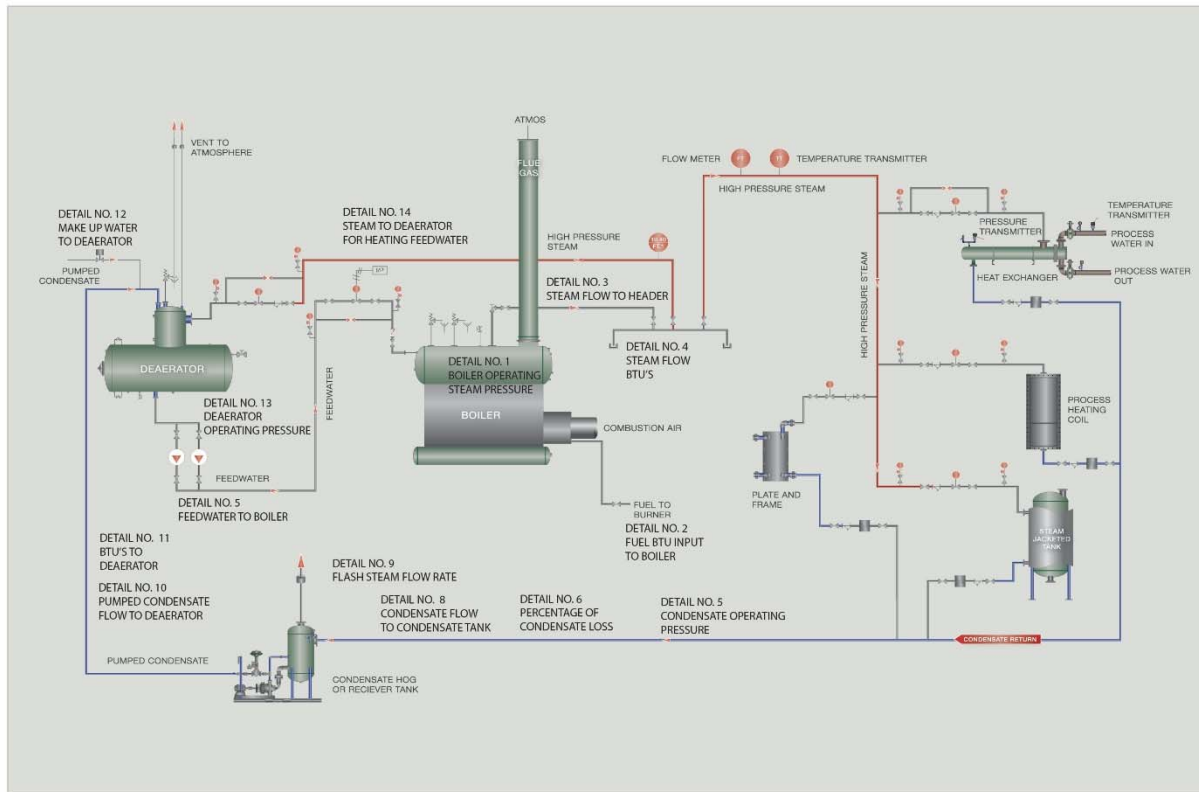 ATMOS
FLUE
GAS
VENT TO
ATMOSPHERE
FLOW METER
TEMPERATURE TRANSMITTER
HIGH PRESSURE STEAM
DETAIL NO. 12
MAKE UP WATER
TO DEAERATOR
PUMPED
CONDENSATE
DETAIL NO. 14
STEAM TO DEAERATOR
FOR HEATING FEEDWATER
HIGH PRESSURE
STEAM
PRESSURE
TRANSMITTER
TEMPERATURE
TRANSMITTER
PROCESS
WATER IN
HEAT EXCHANGER
PROCESS WATER
OUT
DETAIL NO. 3
STEAM FLOW TO HEADER
HIGH PRESSURE STEAM
DEAERATOR
FEEDWATER
DETAIL NO. 1
BOILER OPERATING
STEAM PRESSURE
BOILER
DETAIL NO. 4
STEAM FLOW
BTU'S
DETAIL NO. 13
DEAERATOR
OPERATING PRESSURE
COMBUSTION AIR
PROCESS
HEATING
COIL
FEEDWATER
DETAIL NO. 5
FEEDWATER TO BOILER
PLATE AND
FRAME
FUEL TO
BURNER
DETAIL NO. 2
FUEL BTU INPUT
TO BOILER
STEAM
JACKETED
TANK
DETAIL NO. 11
BTU'S TO
DEAERATOR
DETAIL NO. 10
PUMPED CONDENSATE
FLOW TO DEAERATOR
DETAIL NO. 9
FLASH STEAM FLOW RATE
DETAIL NO. 8
CONDENSATE FLOW
TO CONDENSATE TANK
DETAIL NO. 6
PERCENTAGE OF
CONDENSATE LOSS
DETAIL NO. 5
CONDENSATE OPERATING
PRESSURE
CONDENSATE RETURN
PUMPED CONDENSATE
CONDENSATE HOG
OR RECIEVER TANK